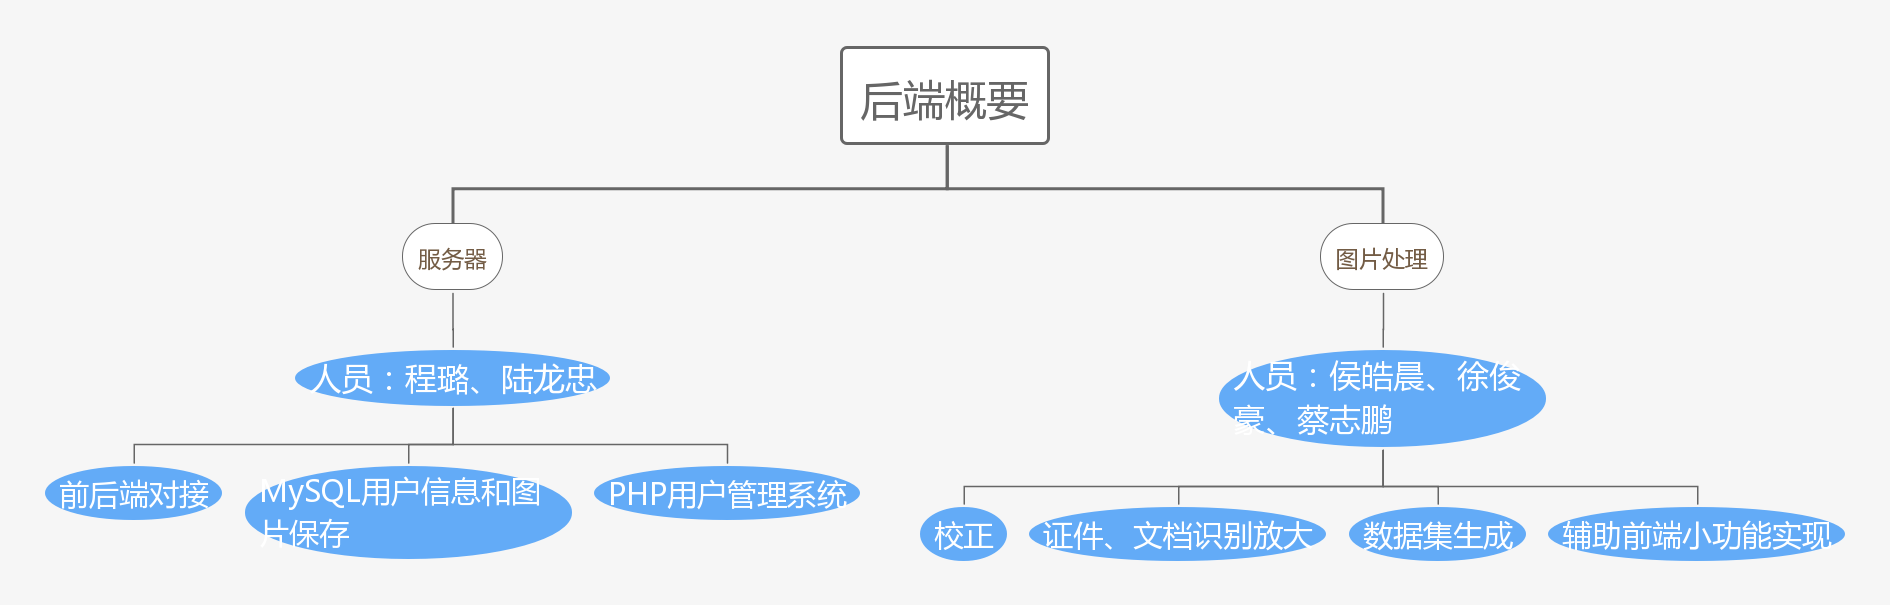 后端概要
服务器
图片处理
人员：程璐、陆龙忠
人员：侯皓晨、徐俊
豪、蔡志鹏
前后端对接
MySQL用户信息和图
片保存
PHP用户管理系统
校正
证件、文档识别放大
数据集生成
辅助前端小功能实现